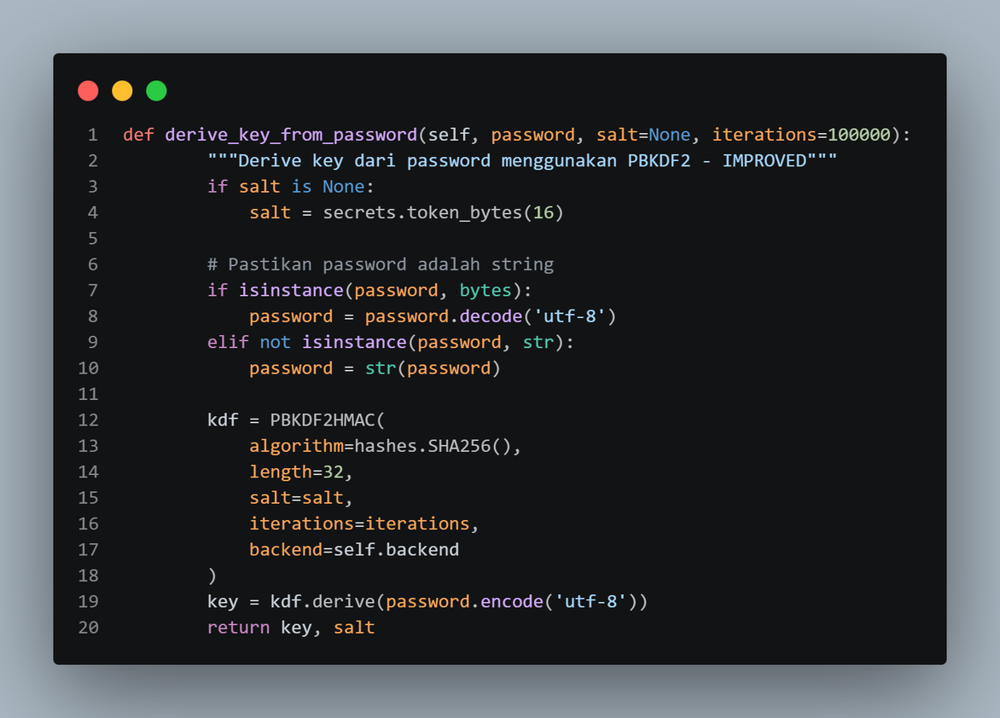 1 def derive_key_from_password(self, password, salt=None, iterations=100000):
2 """Derive key dari password menggunakan PBKDF2 - IMPROVED"""
3 if salt is None:
4 salt = secrets.token_bytes(16)
5
6 # Pastikan password adalah string
7 if isinstance(password, bytes):
8 password = password.decode('utf-8')
9 elif not isinstance(password, str):
10 password = str(password)
11
12 kdf = PBKDF2HMAC(
13 algorithm=hashes.SHA256(),
14 length=32,
15 salt=salt,
16 iterations=iterations,
17 backend=self.backend
18 )
19 key = kdf.derive(password.encode('utf-8'))
20 return key, salt